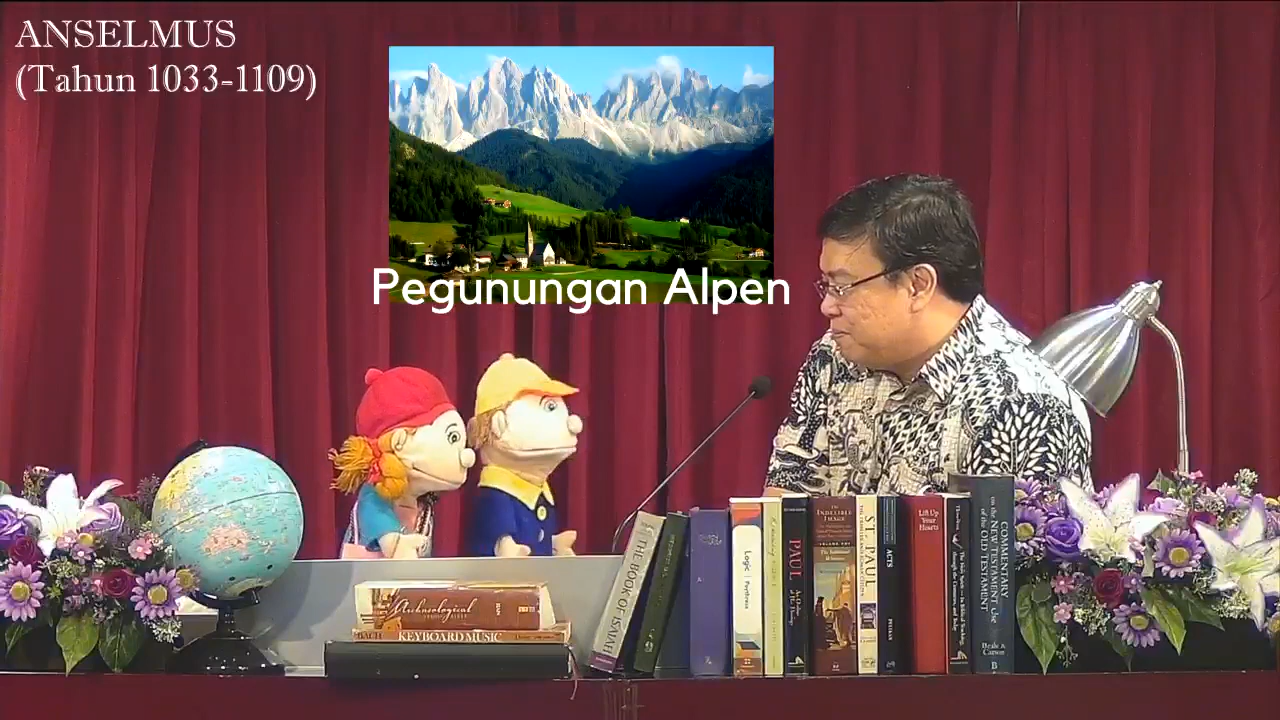 ANSELMUS
(Tahun 1033-1109)
Pegunungan Alpen
Archaeological
BACH KEYBOARD MUSIC
THE BOOK OF ISAIAH
Logic
Poythress
PAUL
THE INDELIBLE IMAGE
ST. PAUL
ACTS
Lift Up Your Hearts
COMMENTARY
on the NEW TESTAMENT Use
of the OLD TESTAMENT
Beale &
Carson
B